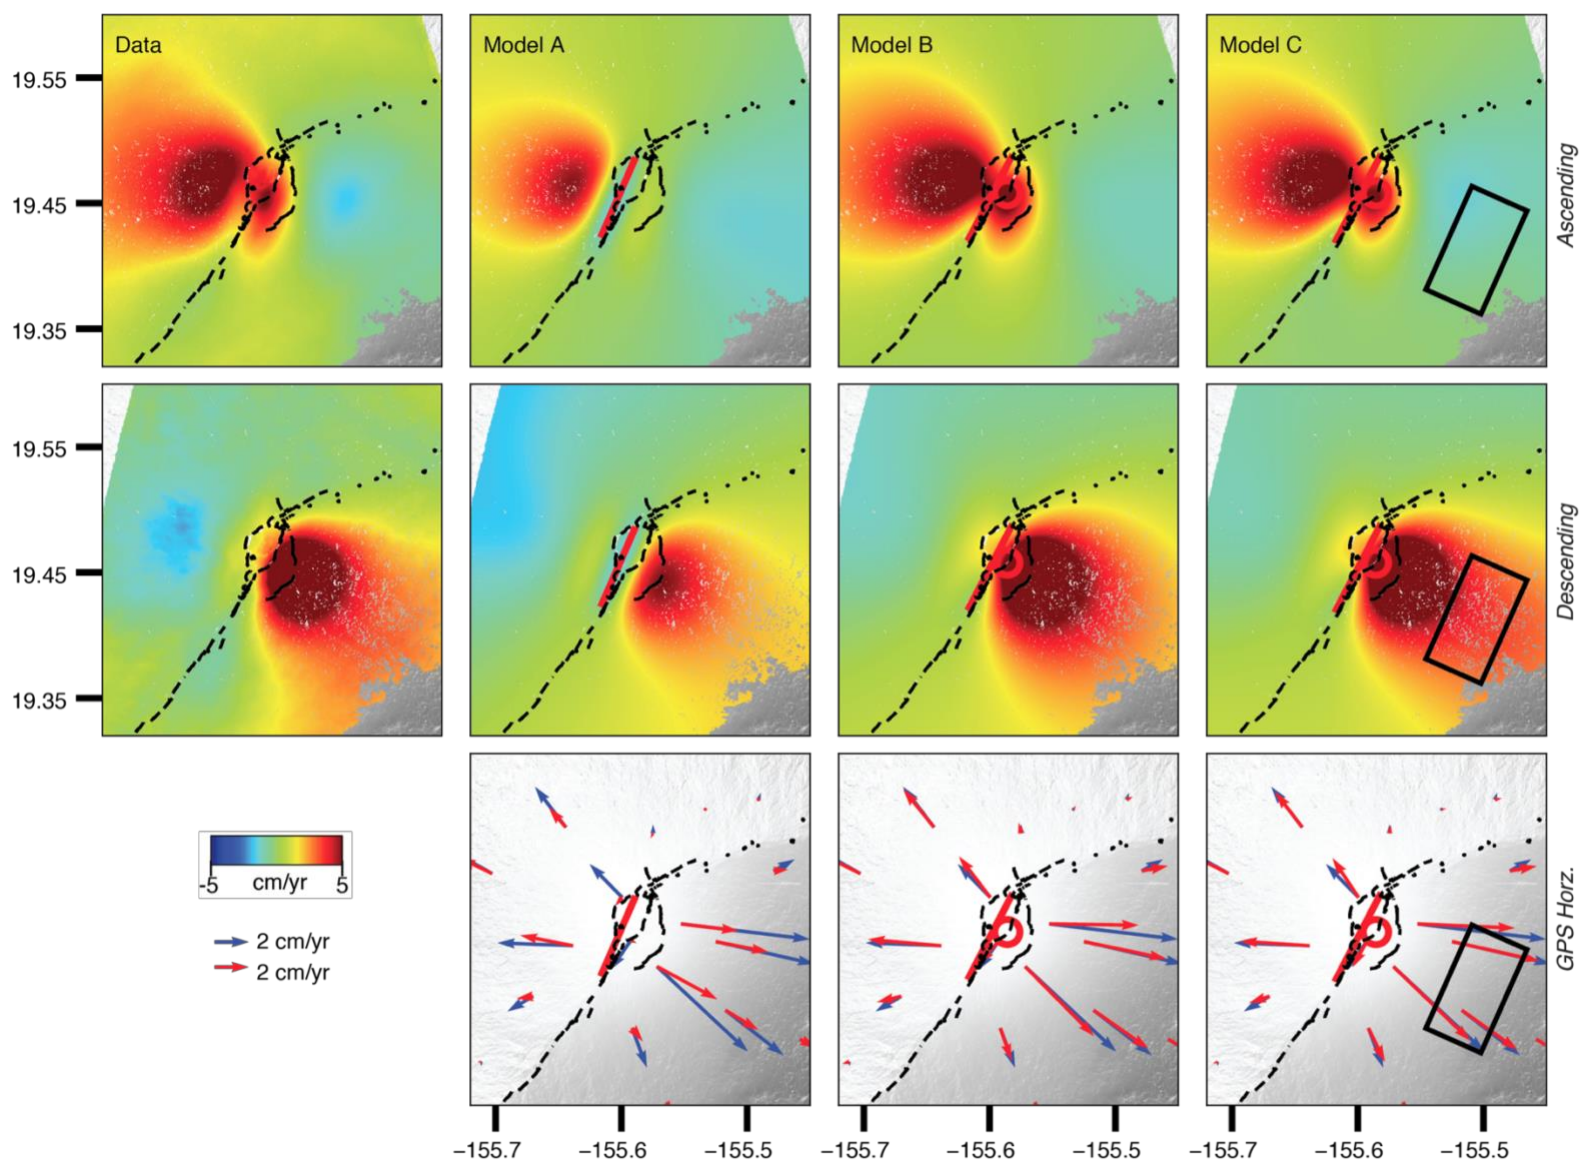 Data
Model A
Model B
Model C
19.55
19.45
19.35
Ascending
19.55
19.45
19.35
Descending
-5
cm/yr
5
2 cm/yr
2 cm/yr
GPS Horz.
−155.7
−155.6
−155.5
−155.7
−155.6
−155.5
−155.7
−155.6
−155.5